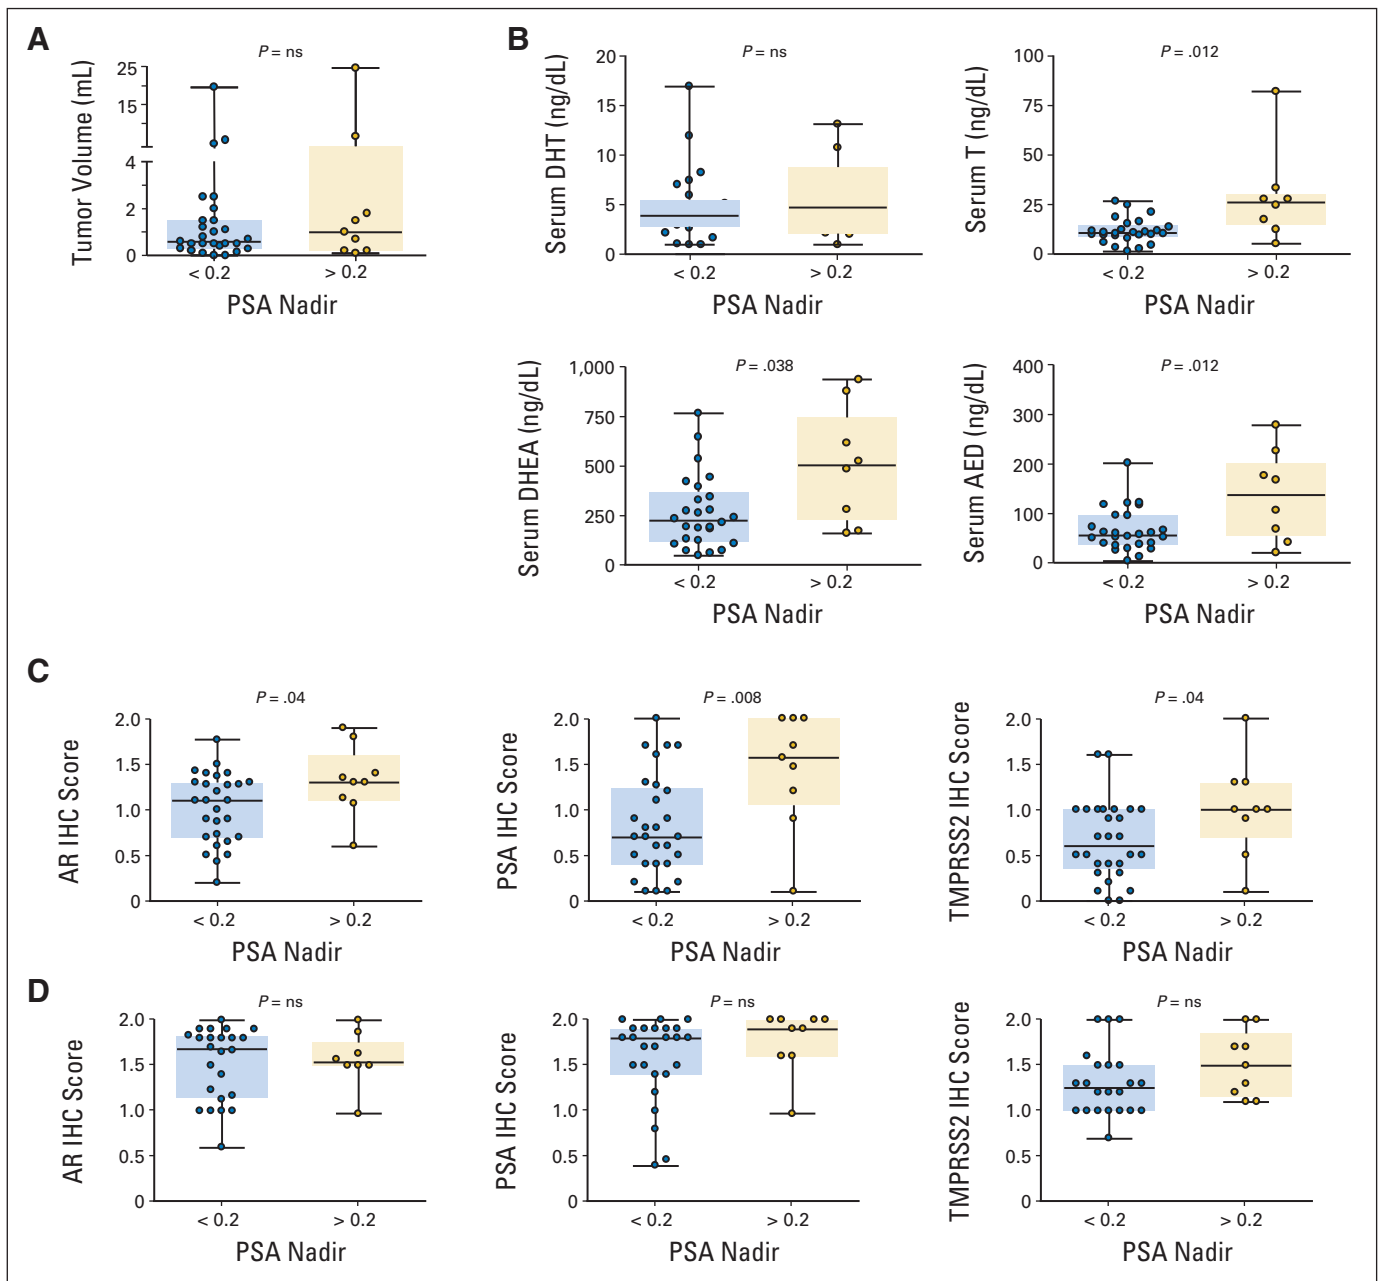 A
P = ns
Tumor Volume (mL)
25
15
4
2
0
< 0.2
> 0.2
PSA Nadir
B
P = ns
Serum DHT (ng/dL)
20
15
10
5
0
< 0.2
> 0.2
PSA Nadir
P = .012
Serum T (ng/dL)
100
75
50
25
0
< 0.2
> 0.2
PSA Nadir
P = .038
Serum DHEA (ng/dL)
1,000
750
500
250
0
< 0.2
> 0.2
PSA Nadir
P = .012
Serum AED (ng/dL)
400
300
200
100
0
< 0.2
> 0.2
PSA Nadir
C
P = .04
AR IHC Score
2.0
1.5
1.0
0.5
0
< 0.2
> 0.2
PSA Nadir
P = .008
PSA IHC Score
2.0
1.5
1.0
0.5
0
< 0.2
> 0.2
PSA Nadir
P = .04
TMPRSS2 IHC Score
2.0
1.5
1.0
0.5
0
< 0.2
> 0.2
PSA Nadir
D
P = ns
AR IHC Score
2.0
1.5
1.0
0.5
0
< 0.2
> 0.2
PSA Nadir
P = ns
PSA IHC Score
2.0
1.5
1.0
0.5
0
< 0.2
> 0.2
PSA Nadir
P = ns
TMPRSS2 IHC Score
2.0
1.5
1.0
0.5
0
< 0.2
> 0.2
PSA Nadir